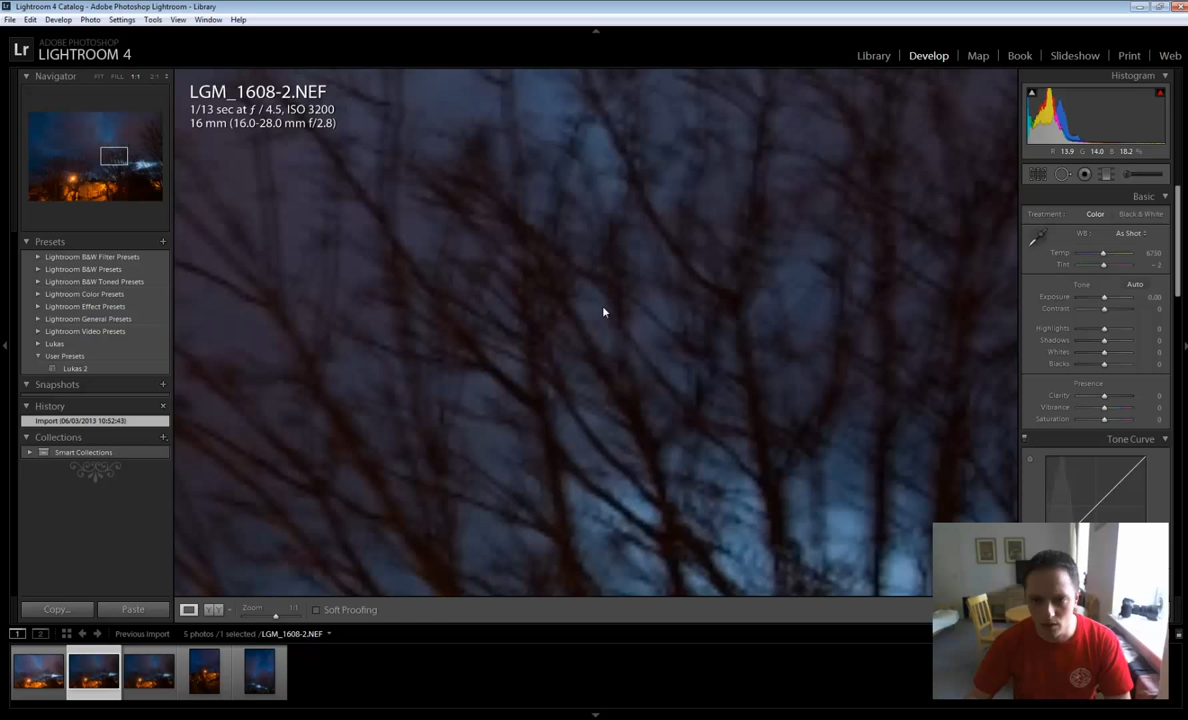 Lightroom 4 Catalog - Adobe Photoshop Lightroom - Library
File Edit Develop Photo Settings Tools View Window Help
Lr ADOBE PHOTOSHOP
LIGHTROOM 4
Library Develop Map Book Slideshow Print Web
Navigator FIT FILL 1:1 2:1
Histogram
LGM_1608-2.NEF
1/13 sec at ƒ / 4.5, ISO 3200
16 mm (16.0-28.0 mm f/2.8)
R 13.9 G 14.0 B 18.2 %
Basic
Treatment : Color Black & White
WB : As Shot
Temp 6750
Tint - 2
Tone Auto
Exposure 0.00
Contrast 0
Highlights 0
Shadows 0
Whites 0
Blacks 0
Presence
Clarity 0
Vibrance 0
Saturation 0
Tone Curve
Presets
Lightroom B&W Filter Presets
Lightroom B&W Presets
Lightroom B&W Toned Presets
Lightroom Color Presets
Lightroom Effect Presets
Lightroom General Presets
Lightroom Video Presets
Lukas
User Presets
Lukas 2
Snapshots
History
Import (06/03/2013 10:52:43)
Collections
Smart Collections
Copy... Paste
Zoom 1:1 Soft Proofing
1 2 Previous Import 5 photos / 1 selected / LGM_1608-2.NEF